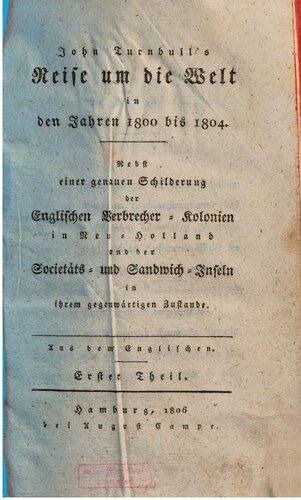 John Turnbull's
Reise um die Welt
in
den Jahren 1800 bis 1804.
Nebst
einer genauen Schilderung
der
Englischen Verbrecher-Kolonien
in Neu-Holland
und der
Societäts- und Sandwich-Inseln
in
ihrem gegenwärtigen Zustande.
Aus dem Englischen.
Erster Theil.
Hamburg, 1806
bei August Campe.